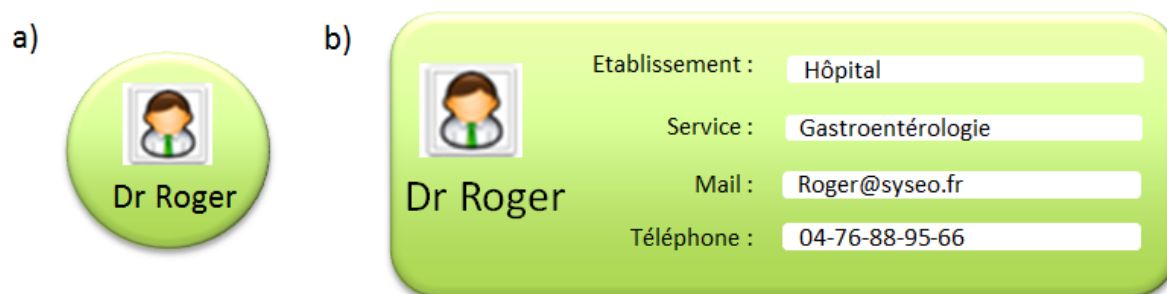 a)
Dr Roger
b)
Dr Roger
Etablissement : Hôpital
Service : Gastroentérologie
Mail : Roger@syseo.fr
Téléphone : 04-76-88-95-66